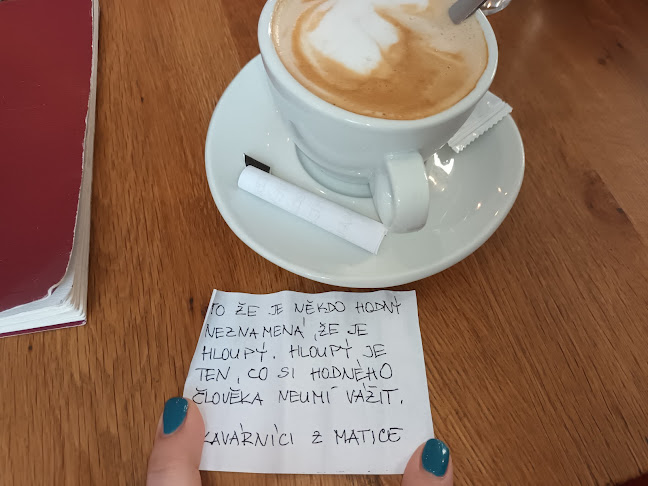 TO ŽE JE NĚKDO HODNÝ
NEZNAMENÁ, ŽE JE
HLOUPÝ. HLOUPÝ JE
TEN, CO SI HODNÉHO
ČLOVĚKA NEUMÍ VÁŽIT.
KAVÁRNÍCI Z MATICE